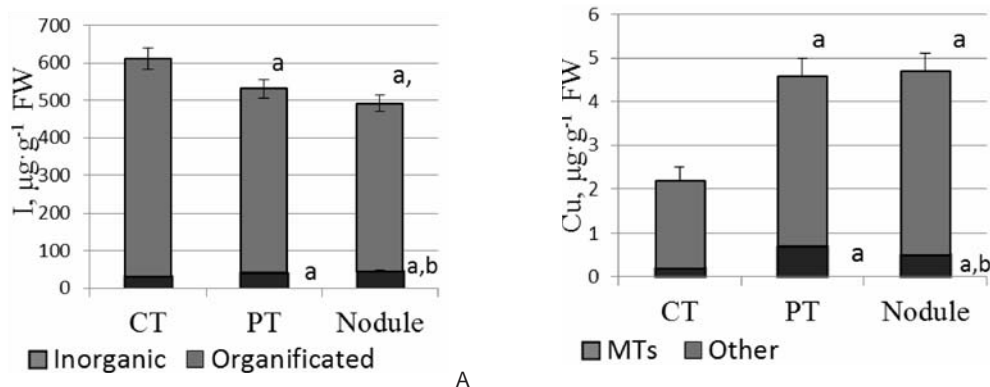 700
600
500
400
300
200
100
0
I, µg·g⁻¹ FW
a
a,
a
a,b
CT PT Nodule
Inorganic Organificated
6
5
4
3
2
1
0
Cu, µg·g⁻¹ FW
a
a
a
a,b
CT PT Nodule
MTs Other
A